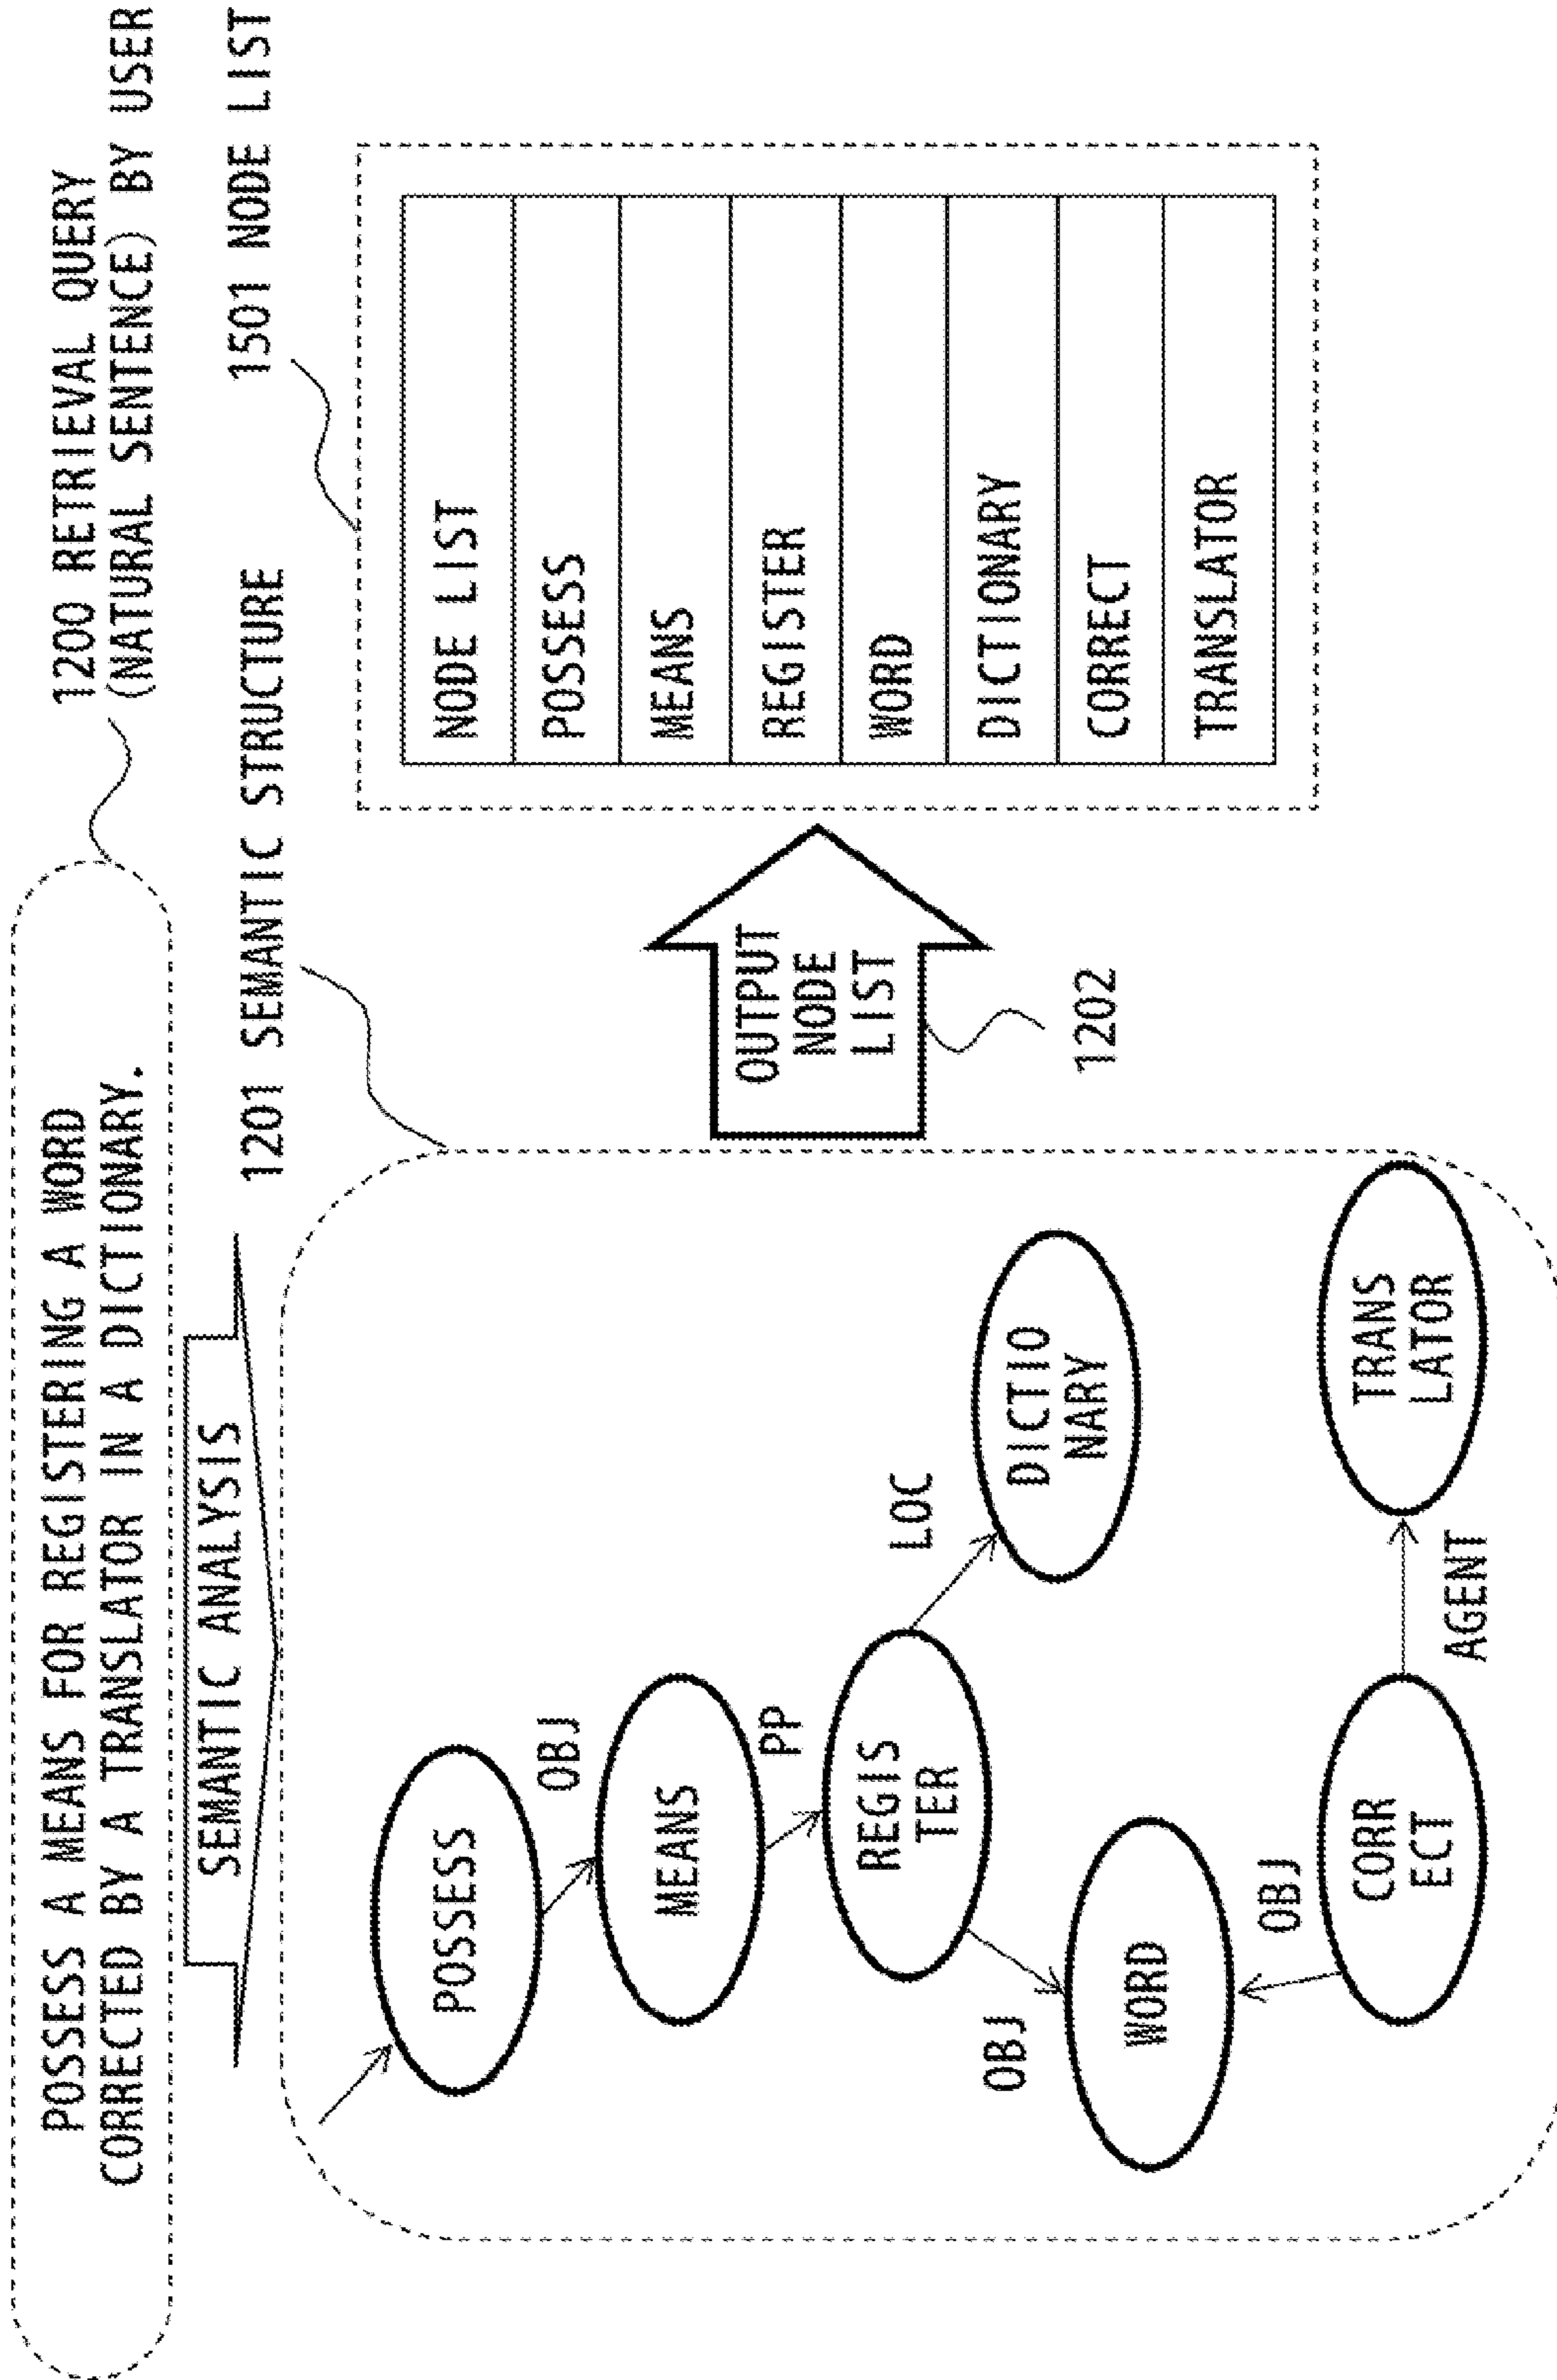 POSSESS A MEANS FOR REGISTERING A WORD
CORRECTED BY A TRANSLATOR IN A DICTIONARY.
1200 RETRIEVAL QUERY
(NATURAL SENTENCE) BY USER
SEMANTIC ANALYSIS
1201 SEMANTIC STRUCTURE
1501 NODE LIST
POSSESS
OBJ
MEANS
PP
REGIS
TER
LOC
DICTIO
NARY
OBJ
WORD
OBJ
CORR
ECT
AGENT
TRANS
LATOR
OUTPUT
NODE
LIST
1202
NODE LIST
POSSESS
MEANS
REGISTER
WORD
DICTIONARY
CORRECT
TRANSLATOR